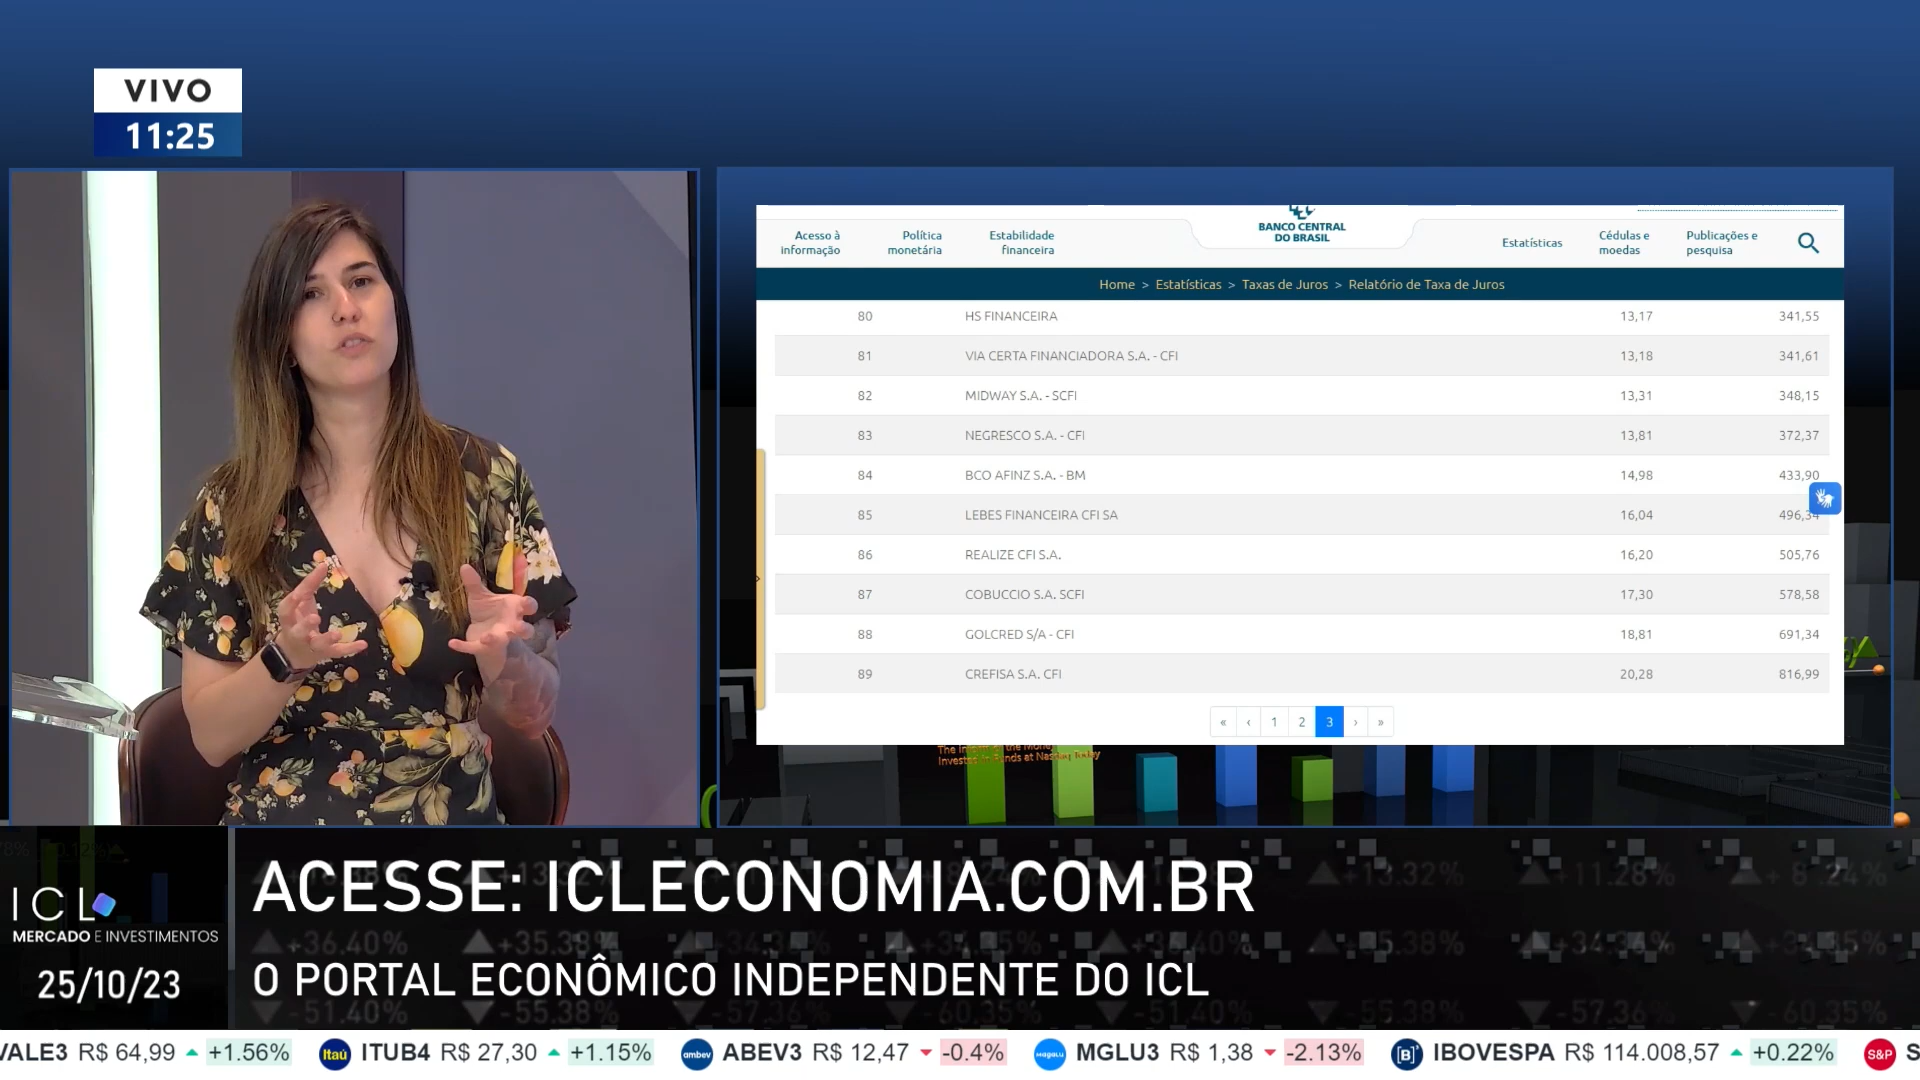 VIVO
11:25
BANCO CENTRAL
DO BRASIL
Acesso à
informação
Política
monetária
Estabilidade
financeira
Estatísticas
Cédulas e
moedas
Publicações e
pesquisa
Home > Estatísticas > Taxas de Juros > Relatório de Taxa de Juros
80 HS FINANCEIRA 13,17 341,55
81 VIA CERTA FINANCIADORA S.A. - CFI 13,18 341,61
82 MIDWAY S.A. - SCFI 13,31 348,15
83 NEGRESCO S.A. - CFI 13,81 372,37
84 BCO AFINZ S.A. - BM 14,98 433,90
85 LEBES FINANCEIRA CFI SA 16,04 496,34
86 REALIZE CFI S.A. 16,20 505,76
87 COBUCCIO S.A. SCFI 17,30 578,58
88 GOLCRED S/A - CFI 18,81 691,34
89 CREFISA S.A. CFI 20,28 816,99
« ‹ 1 2 3 › »
ICL
MERCADO E INVESTIMENTOS
25/10/23
ACESSE: ICLECONOMIA.COM.BR
O PORTAL ECONÔMICO INDEPENDENTE DO ICL
VALE3 R$ 64,99 +1.56% Itaú ITUB4 R$ 27,30 +1.15% ambev ABEV3 R$ 12,47 -0.4% Magalu MGLU3 R$ 1,38 -2.13% [B] IBOVESPA R$ 114.008,57 +0.22% S&P S